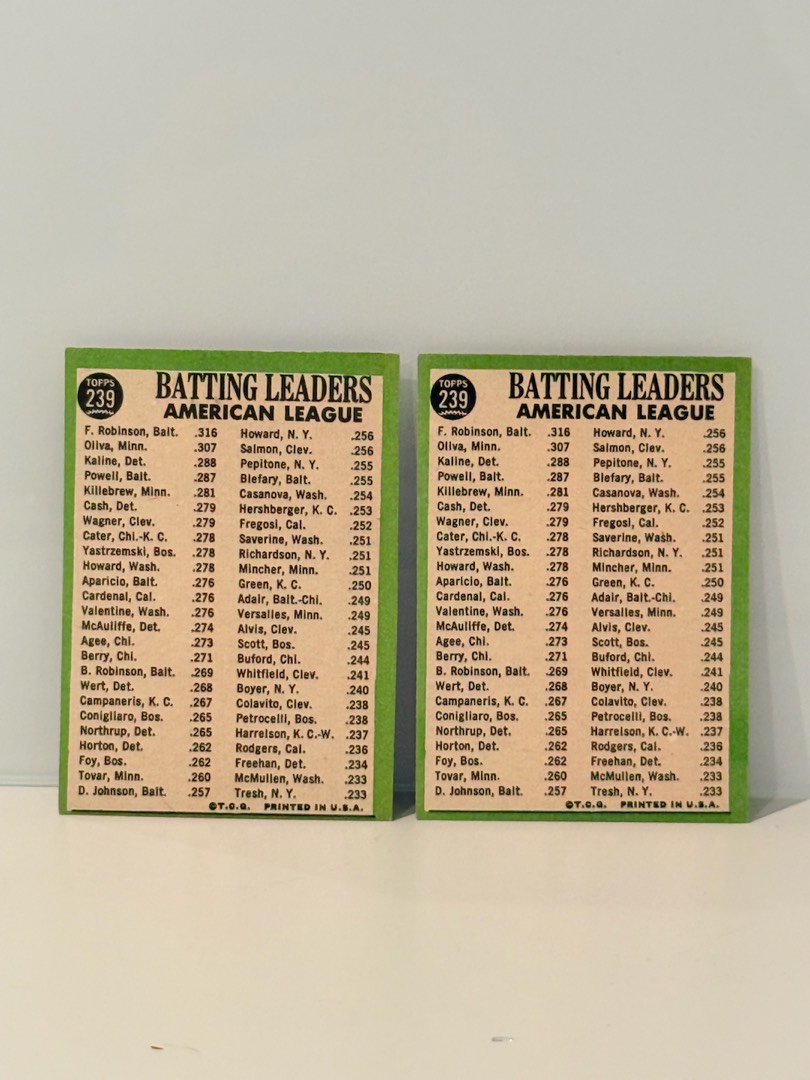 TOPPS
239
BATTING LEADERS
AMERICAN LEAGUE
F. Robinson, Balt. .316
Oliva, Minn. .307
Kaline, Det. .288
Powell, Balt. .287
Killebrew, Minn. .281
Cash, Det. .279
Wagner, Clev. .279
Cater, Chi.-K. C. .278
Yastrzemski, Bos. .278
Howard, Wash. .278
Aparicio, Balt. .276
Cardenal, Cal. .276
Valentine, Wash. .276
McAuliffe, Det. .274
Agee, Chi. .273
Berry, Chi. .271
B. Robinson, Balt. .269
Wert, Det. .268
Campaneris, K. C. .267
Conigliaro, Bos. .265
Northrup, Det. .265
Horton, Det. .262
Foy, Bos. .262
Tovar, Minn. .260
D. Johnson, Balt. .257
Howard, N. Y. .256
Salmon, Clev. .256
Pepitone, N. Y. .255
Blefary, Balt. .255
Casanova, Wash. .254
Hershberger, K. C. .253
Fregosi, Cal. .252
Saverine, Wash. .251
Richardson, N. Y. .251
Mincher, Minn. .251
Green, K. C. .250
Adair, Balt.-Chi. .249
Versalles, Minn. .249
Alvis, Clev. .245
Scott, Bos. .245
Buford, Chi. .244
Whitfield, Clev. .241
Boyer, N. Y. .240
Colavito, Clev. .238
Petrocelli, Bos. .238
Harrelson, K. C.-W. .237
Rodgers, Cal. .236
Freehan, Det. .234
McMullen, Wash. .233
Tresh, N. Y. .233
©T.C.G. PRINTED IN U.S.A.
TOPPS
239
BATTING LEADERS
AMERICAN LEAGUE
F. Robinson, Balt. .316
Oliva, Minn. .307
Kaline, Det. .288
Powell, Balt. .287
Killebrew, Minn. .281
Cash, Det. .279
Wagner, Clev. .279
Cater, Chi.-K. C. .278
Yastrzemski, Bos. .278
Howard, Wash. .278
Aparicio, Balt. .276
Cardenal, Cal. .276
Valentine, Wash. .276
McAuliffe, Det. .274
Agee, Chi. .273
Berry, Chi. .271
B. Robinson, Balt. .269
Wert, Det. .268
Campaneris, K. C. .267
Conigliaro, Bos. .265
Northrup, Det. .265
Horton, Det. .262
Foy, Bos. .262
Tovar, Minn. .260
D. Johnson, Balt. .257
Howard, N. Y. .256
Salmon, Clev. .256
Pepitone, N. Y. .255
Blefary, Balt. .255
Casanova, Wash. .254
Hershberger, K. C. .253
Fregosi, Cal. .252
Saverine, Wash. .251
Richardson, N. Y. .251
Mincher, Minn. .251
Green, K. C. .250
Adair, Balt.-Chi. .249
Versalles, Minn. .249
Alvis, Clev. .245
Scott, Bos. .245
Buford, Chi. .244
Whitfield, Clev. .241
Boyer, N. Y. .240
Colavito, Clev. .238
Petrocelli, Bos. .238
Harrelson, K. C.-W. .237
Rodgers, Cal. .236
Freehan, Det. .234
McMullen, Wash. .233
Tresh, N. Y. .233
©T.C.G. PRINTED IN U.S.A.